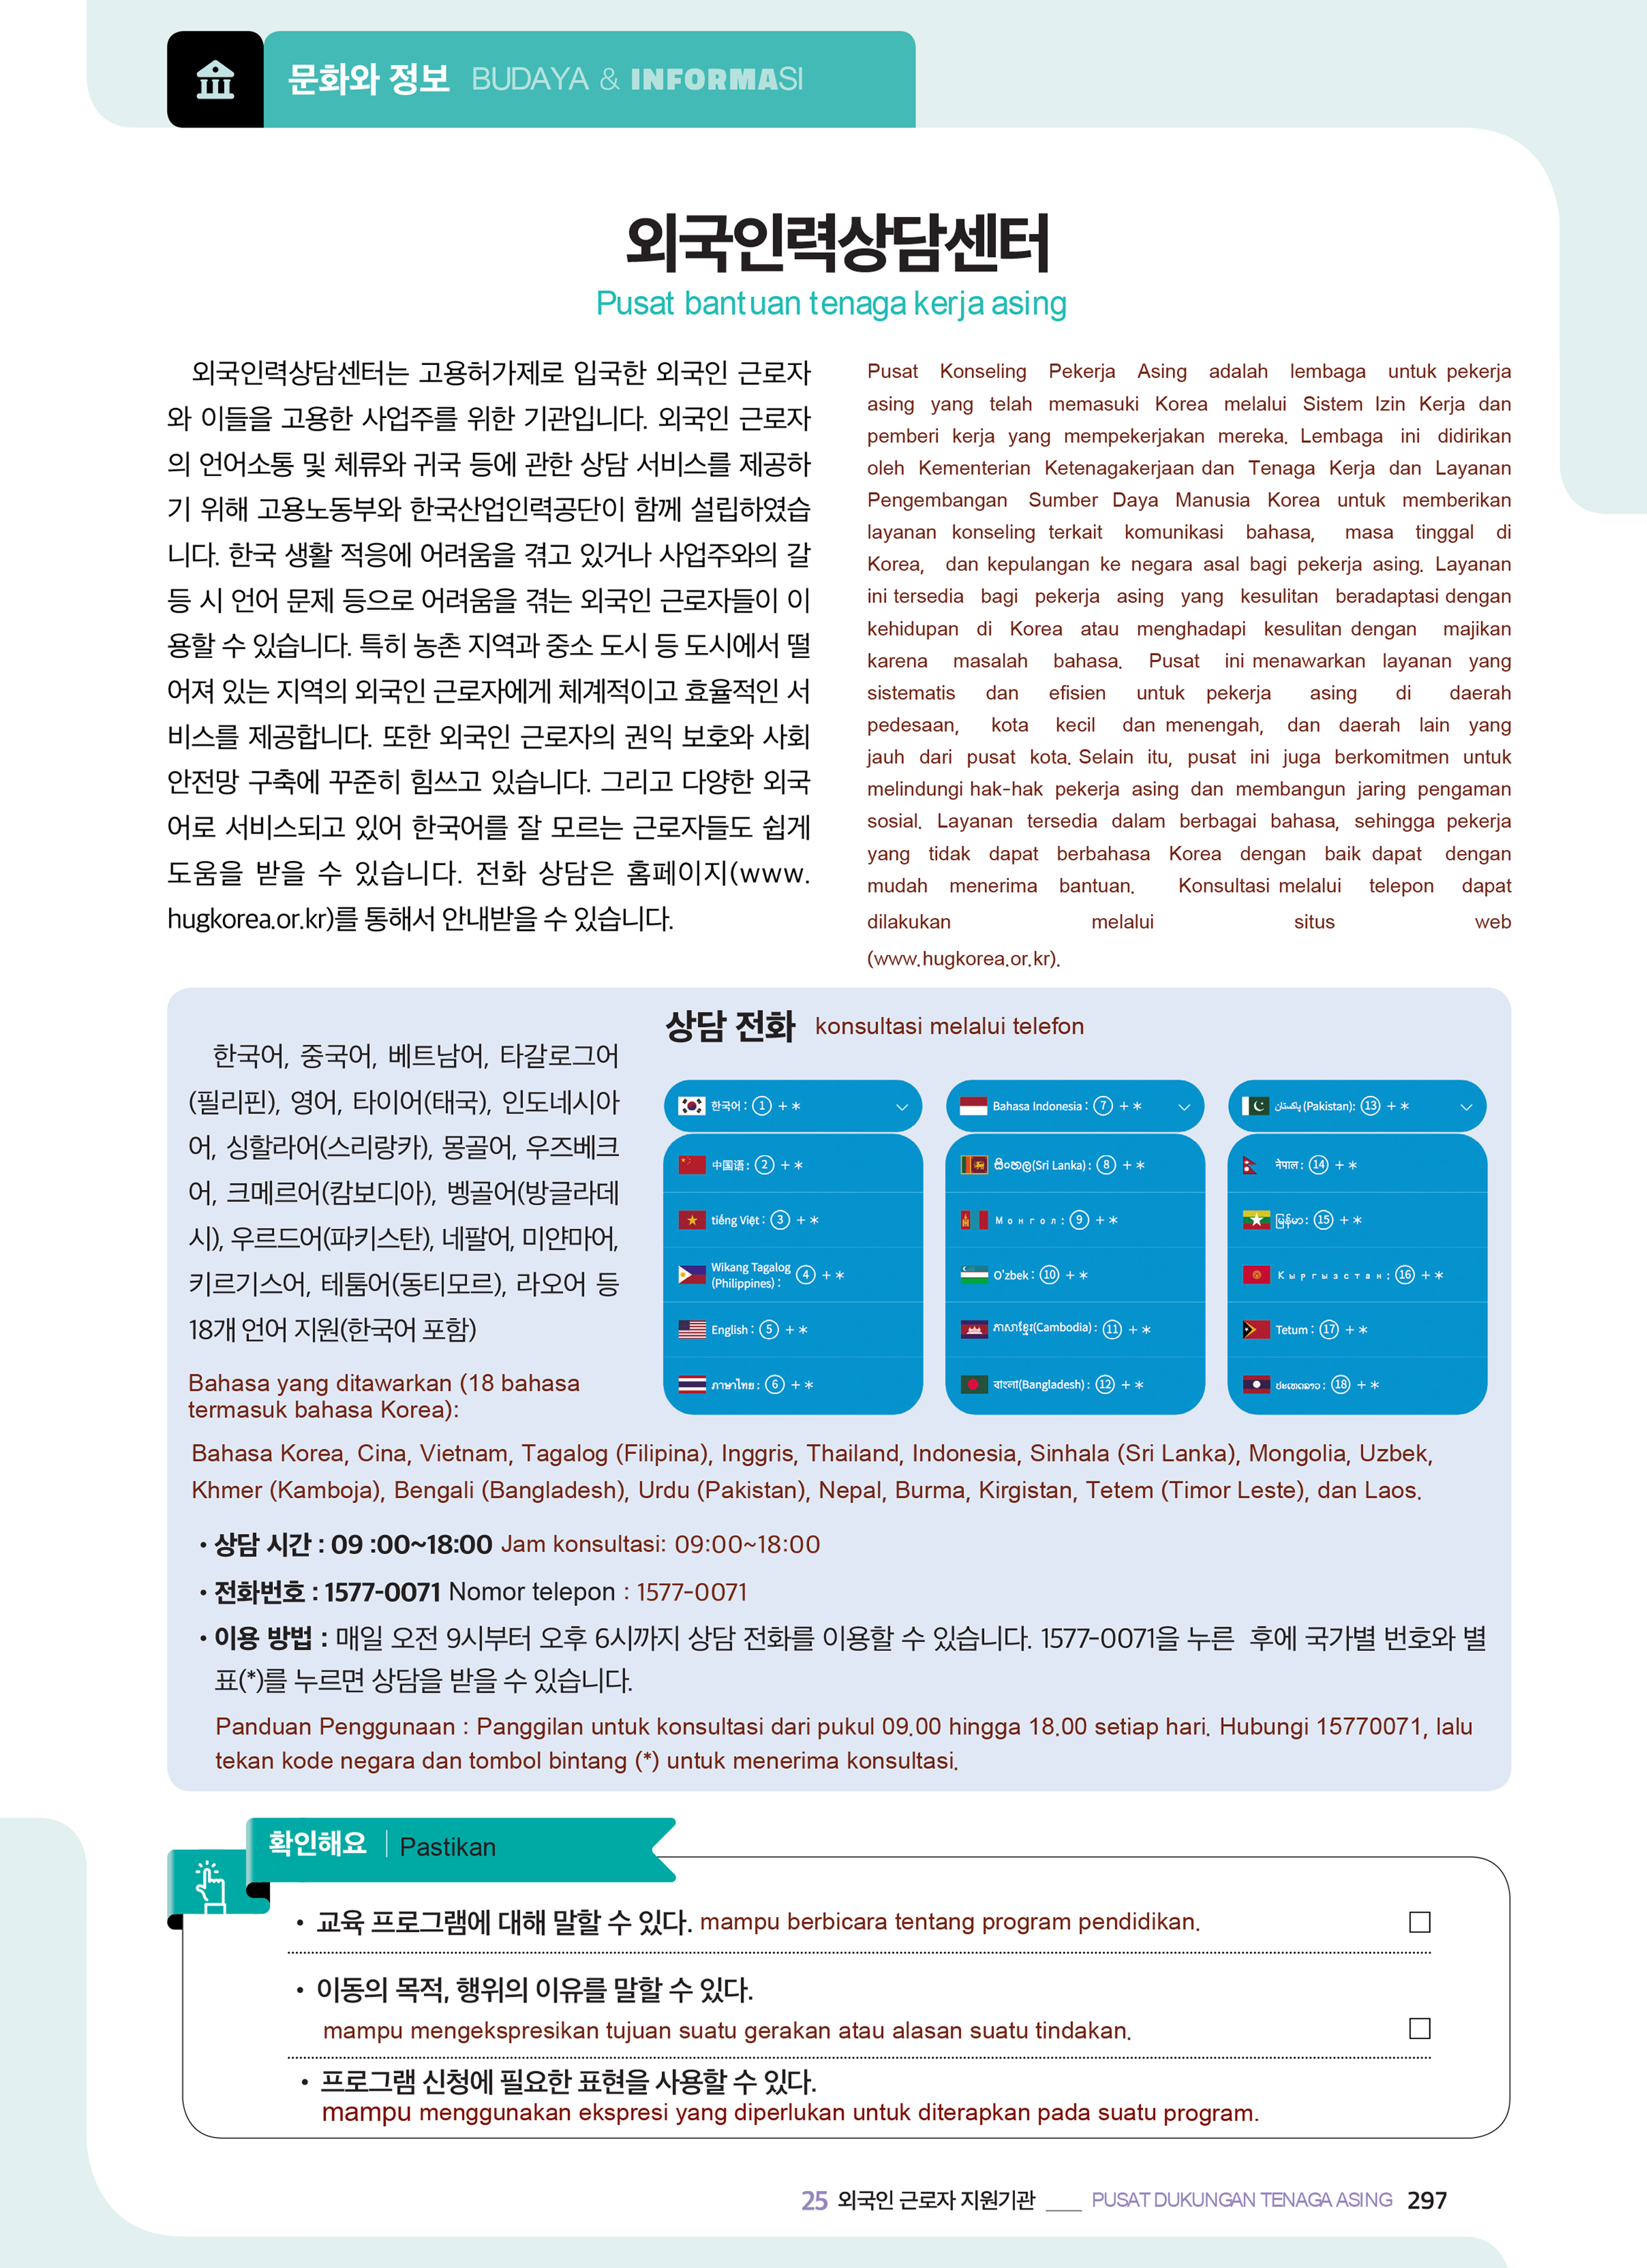 문화와 정보 BUDAYA & INFORMASI
외국인력상담센터
Pusat bantuan tenaga kerja asing
외국인력상담센터는 고용허가제로 입국한 외국인 근로자
와 이들을 고용한 사업주를 위한 기관입니다. 외국인 근로자
의 언어소통 및 체류와 귀국 등에 관한 상담 서비스를 제공하
기 위해 고용노동부와 한국산업인력공단이 함께 설립하였습
니다. 한국 생활 적응에 어려움을 겪고 있거나 사업주와의 갈
등 시 언어 문제 등으로 어려움을 겪는 외국인 근로자들이 이
용할 수 있습니다. 특히 농촌 지역과 중소 도시 등 도시에서 떨
어져 있는 지역의 외국인 근로자에게 체계적이고 효율적인 서
비스를 제공합니다. 또한 외국인 근로자의 권익 보호와 사회
안전망 구축에 꾸준히 힘쓰고 있습니다. 그리고 다양한 외국
어로 서비스되고 있어 한국어를 잘 모르는 근로자들도 쉽게
도움을 받을 수 있습니다. 전화 상담은 홈페이지(www.
hugkorea.or.kr)를 통해서 안내받을 수 있습니다.
Pusat Konseling Pekerja Asing adalah lembaga untuk pekerja
asing yang telah memasuki Korea melalui Sistem Izin Kerja dan
pemberi kerja yang mempekerjakan mereka. Lembaga ini didirikan
oleh Kementerian Ketenagakerjaan dan Tenaga Kerja dan Layanan
Pengembangan Sumber Daya Manusia Korea untuk memberikan
layanan konseling terkait komunikasi bahasa, masa tinggal di
Korea, dan kepulangan ke negara asal bagi pekerja asing. Layanan
ini tersedia bagi pekerja asing yang kesulitan beradaptasi dengan
kehidupan di Korea atau menghadapi kesulitan dengan majikan
karena masalah bahasa. Pusat ini menawarkan layanan yang
sistematis dan efisien untuk pekerja asing di daerah
pedesaan, kota kecil dan menengah, dan daerah lain yang
jauh dari pusat kota. Selain itu, pusat ini juga berkomitmen untuk
melindungi hak-hak pekerja asing dan membangun jaring pengaman
sosial. Layanan tersedia dalam berbagai bahasa, sehingga pekerja
yang tidak dapat berbahasa Korea dengan baik dapat dengan
mudah menerima bantuan. Konsultasi melalui telepon dapat
dilakukan melalui situs web
(www.hugkorea.or.kr).
상담 전화 konsultasi melalui telefon
한국어, 중국어, 베트남어, 타갈로그어
(필리핀), 영어, 타이어(태국), 인도네시아
어, 싱할라어(스리랑카), 몽골어, 우즈베크
어, 크메르어(캄보디아), 벵골어(방글라데
시), 우르드어(파키스탄), 네팔어, 미얀마어,
키르기스어, 테툼어(동티모르), 라오어 등
18개 언어 지원(한국어 포함)
Bahasa yang ditawarkan (18 bahasa
termasuk bahasa Korea):
한국어 : ① + *
中国语 : ② + *
tiếng Việt : ③ + *
Wikang Tagalog
(Philippines) : ④ + *
English : ⑤ + *
ภาษาไทย : ⑥ + *
Bahasa Indonesia : ⑦ + *
සිංහල(Sri Lanka) : ⑧ + *
Монгол : ⑨ + *
O'zbek : ⑩ + *
ភាសាខ្មែរ(Cambodia) : ⑪ + *
বাংলা(Bangladesh) : ⑫ + *
پاکستان (Pakistan): ⑬ + *
नेपाल : ⑭ + *
မြန်မာ : ⑮ + *
Кыргызстан : ⑯ + *
Tetum : ⑰ + *
ປະເທດລາວ : ⑱ + *
Bahasa Korea, Cina, Vietnam, Tagalog (Filipina), Inggris, Thailand, Indonesia, Sinhala (Sri Lanka), Mongolia, Uzbek,
Khmer (Kamboja), Bengali (Bangladesh), Urdu (Pakistan), Nepal, Burma, Kirgistan, Tetem (Timor Leste), dan Laos.
• 상담 시간 : 09 :00~18:00 Jam konsultasi: 09:00~18:00
• 전화번호 : 1577-0071 Nomor telepon : 1577-0071
• 이용 방법 : 매일 오전 9시부터 오후 6시까지 상담 전화를 이용할 수 있습니다. 1577-0071을 누른 후에 국가별 번호와 별
표(*)를 누르면 상담을 받을 수 있습니다.
Panduan Penggunaan : Panggilan untuk konsultasi dari pukul 09.00 hingga 18.00 setiap hari. Hubungi 15770071, lalu
tekan kode negara dan tombol bintang (*) untuk menerima konsultasi.
확인해요 Pastikan
• 교육 프로그램에 대해 말할 수 있다. mampu berbicara tentang program pendidikan.
• 이동의 목적, 행위의 이유를 말할 수 있다.
mampu mengekspresikan tujuan suatu gerakan atau alasan suatu tindakan.
• 프로그램 신청에 필요한 표현을 사용할 수 있다.
mampu menggunakan ekspresi yang diperlukan untuk diterapkan pada suatu program.
25 외국인 근로자 지원기관 ___ PUSAT DUKUNGAN TENAGA ASING 297